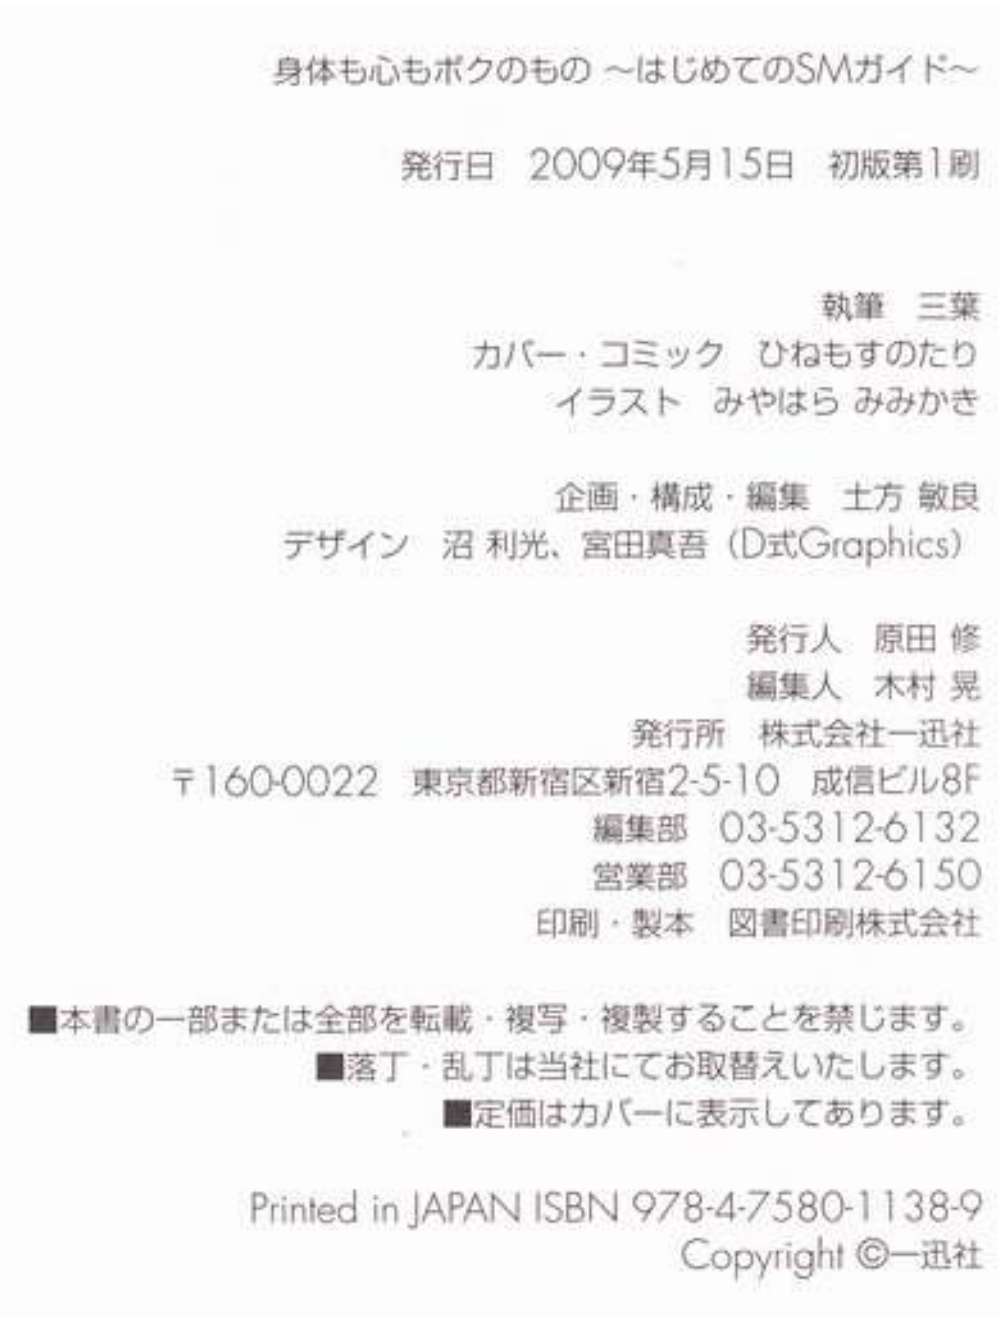 身体も心もボクのもの ～はじめてのSMガイド～
発行日　2009年5月15日　初版第1刷
執筆　三葉
カバー・コミック　ひねもすのたり
イラスト　みやはら みみかき
企画・構成・編集　土方 敏良
デザイン　沼 利光、宮田真吾（D式Graphics）
発行人　原田 修
編集人　木村 晃
発行所　株式会社一迅社
〒160-0022　東京都新宿区新宿2-5-10　成信ビル8F
編集部　03-5312-6132
営業部　03-5312-6150
印刷・製本　図書印刷株式会社
■本書の一部または全部を転載・複写・複製することを禁じます。
■落丁・乱丁は当社にてお取替えいたします。
■定価はカバーに表示してあります。
Printed in JAPAN ISBN 978-4-7580-1138-9
Copyright ©一迅社